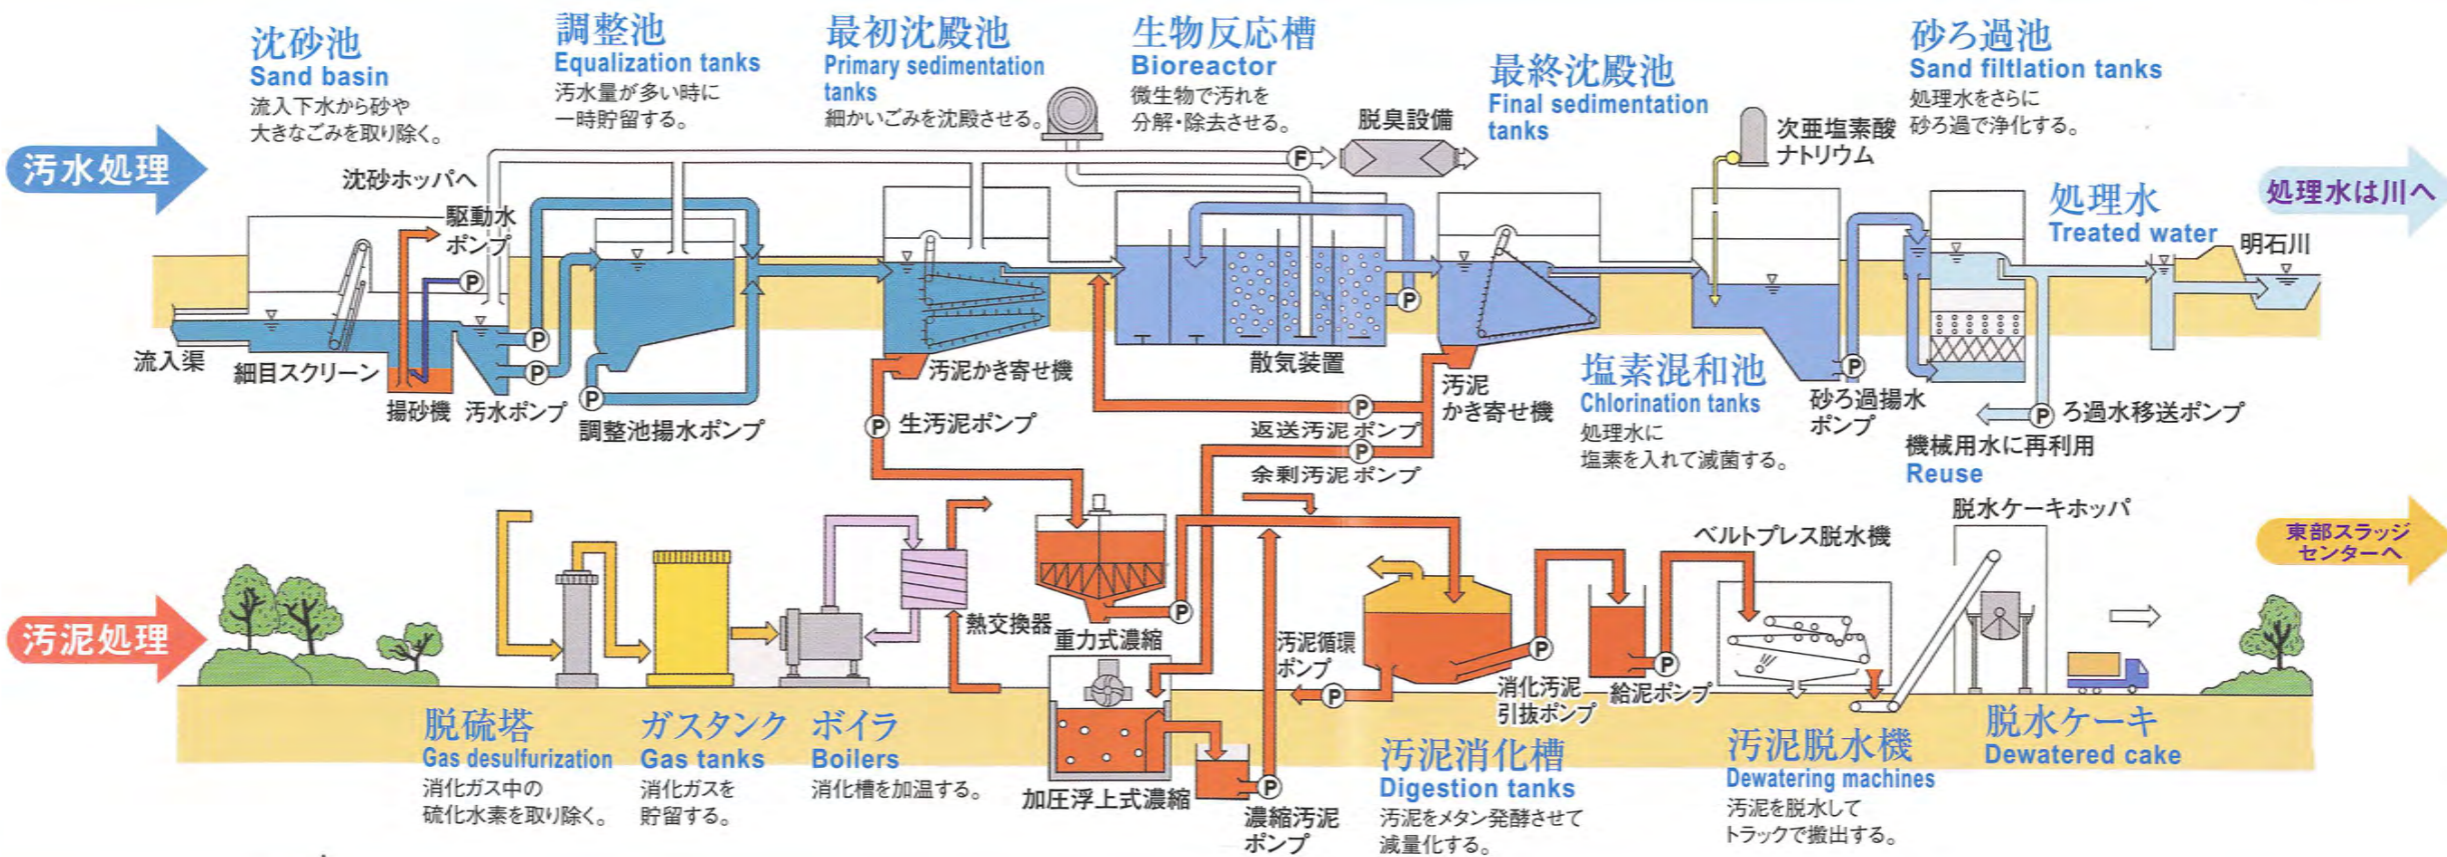 沈砂池
Sand basin
流入下水から砂や
大きなごみを取り除く。
調整池
Equalization tanks
汚水量が多い時に
一時貯留する。
最初沈殿池
Primary sedimentation
tanks
細かいごみを沈殿させる。
生物反応槽
Bioreactor
微生物で汚れを
分解・除去させる。
脱臭設備
最終沈殿池
Final sedimentation
tanks
次亜塩素酸
ナトリウム
砂ろ過池
Sand filtlation tanks
処理水をさらに
砂ろ過で浄化する。
汚水処理
沈砂ホッパへ
駆動水
ポンプ
F
処理水は川へ
処理水
Treated water
明石川
P
P
P
P
P
P
流入渠
細目スクリーン
揚砂機
汚水ポンプ
調整池揚水ポンプ
汚泥かき寄せ機
散気装置
汚泥
かき寄せ機
塩素混和池
Chlorination tanks
処理水に
塩素を入れて滅菌する。
砂ろ過揚水
ポンプ
P
ろ過水移送ポンプ
機械用水に再利用
Reuse
P
生汚泥ポンプ
P
返送汚泥ポンプ
P
余剰汚泥ポンプ
汚泥処理
熱交換器
重力式濃縮
P
汚泥循環
ポンプ
P
P
消化汚泥
引抜ポンプ
P
給泥ポンプ
ベルトプレス脱水機
脱水ケーキホッパ
東部スラッジ
センターへ
脱硫塔
Gas desulfurization
消化ガス中の
硫化水素を取り除く。
ガスタンク
Gas tanks
消化ガスを
貯留する。
ボイラ
Boilers
消化槽を加温する。
加圧浮上式濃縮
P
濃縮汚泥
ポンプ
汚泥消化槽
Digestion tanks
汚泥をメタン発酵させて
減量化する。
汚泥脱水機
Dewatering machines
汚泥を脱水して
トラックで搬出する。
脱水ケーキ
Dewatered cake